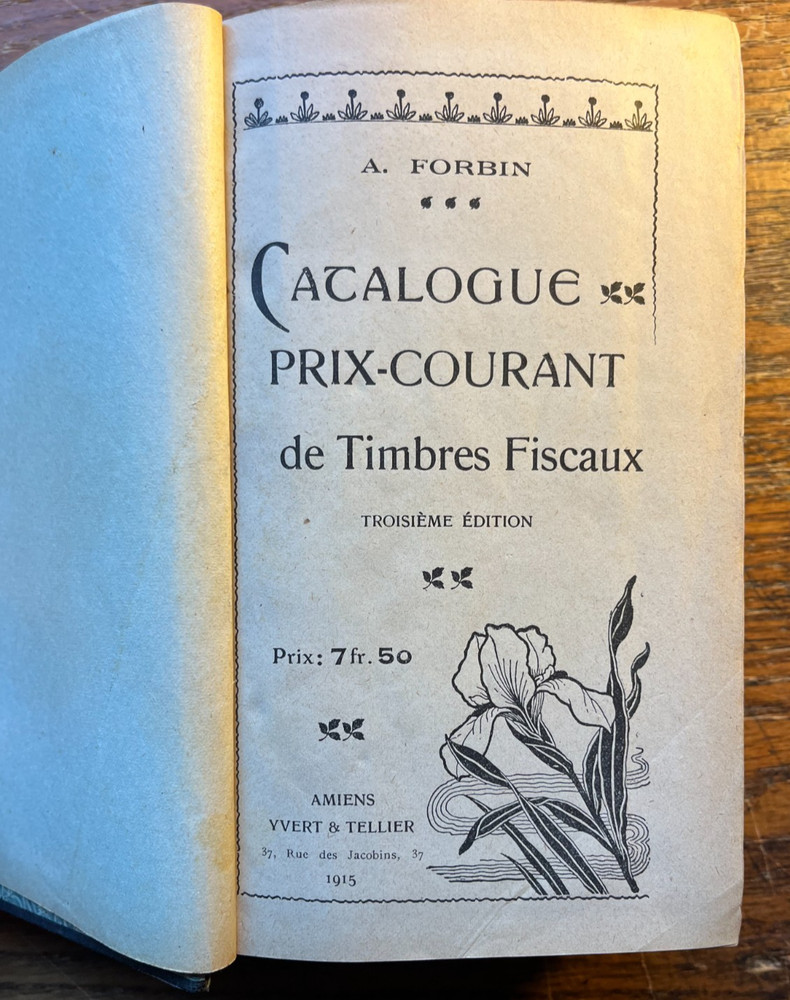 A. FORBIN
CATALOGUE
PRIX-COURANT
de Timbres Fiscaux
TROISIÈME ÉDITION
Prix: 7 fr. 50
AMIENS
YVERT & TELLIER
37, Rue des Jacobins, 37
1915